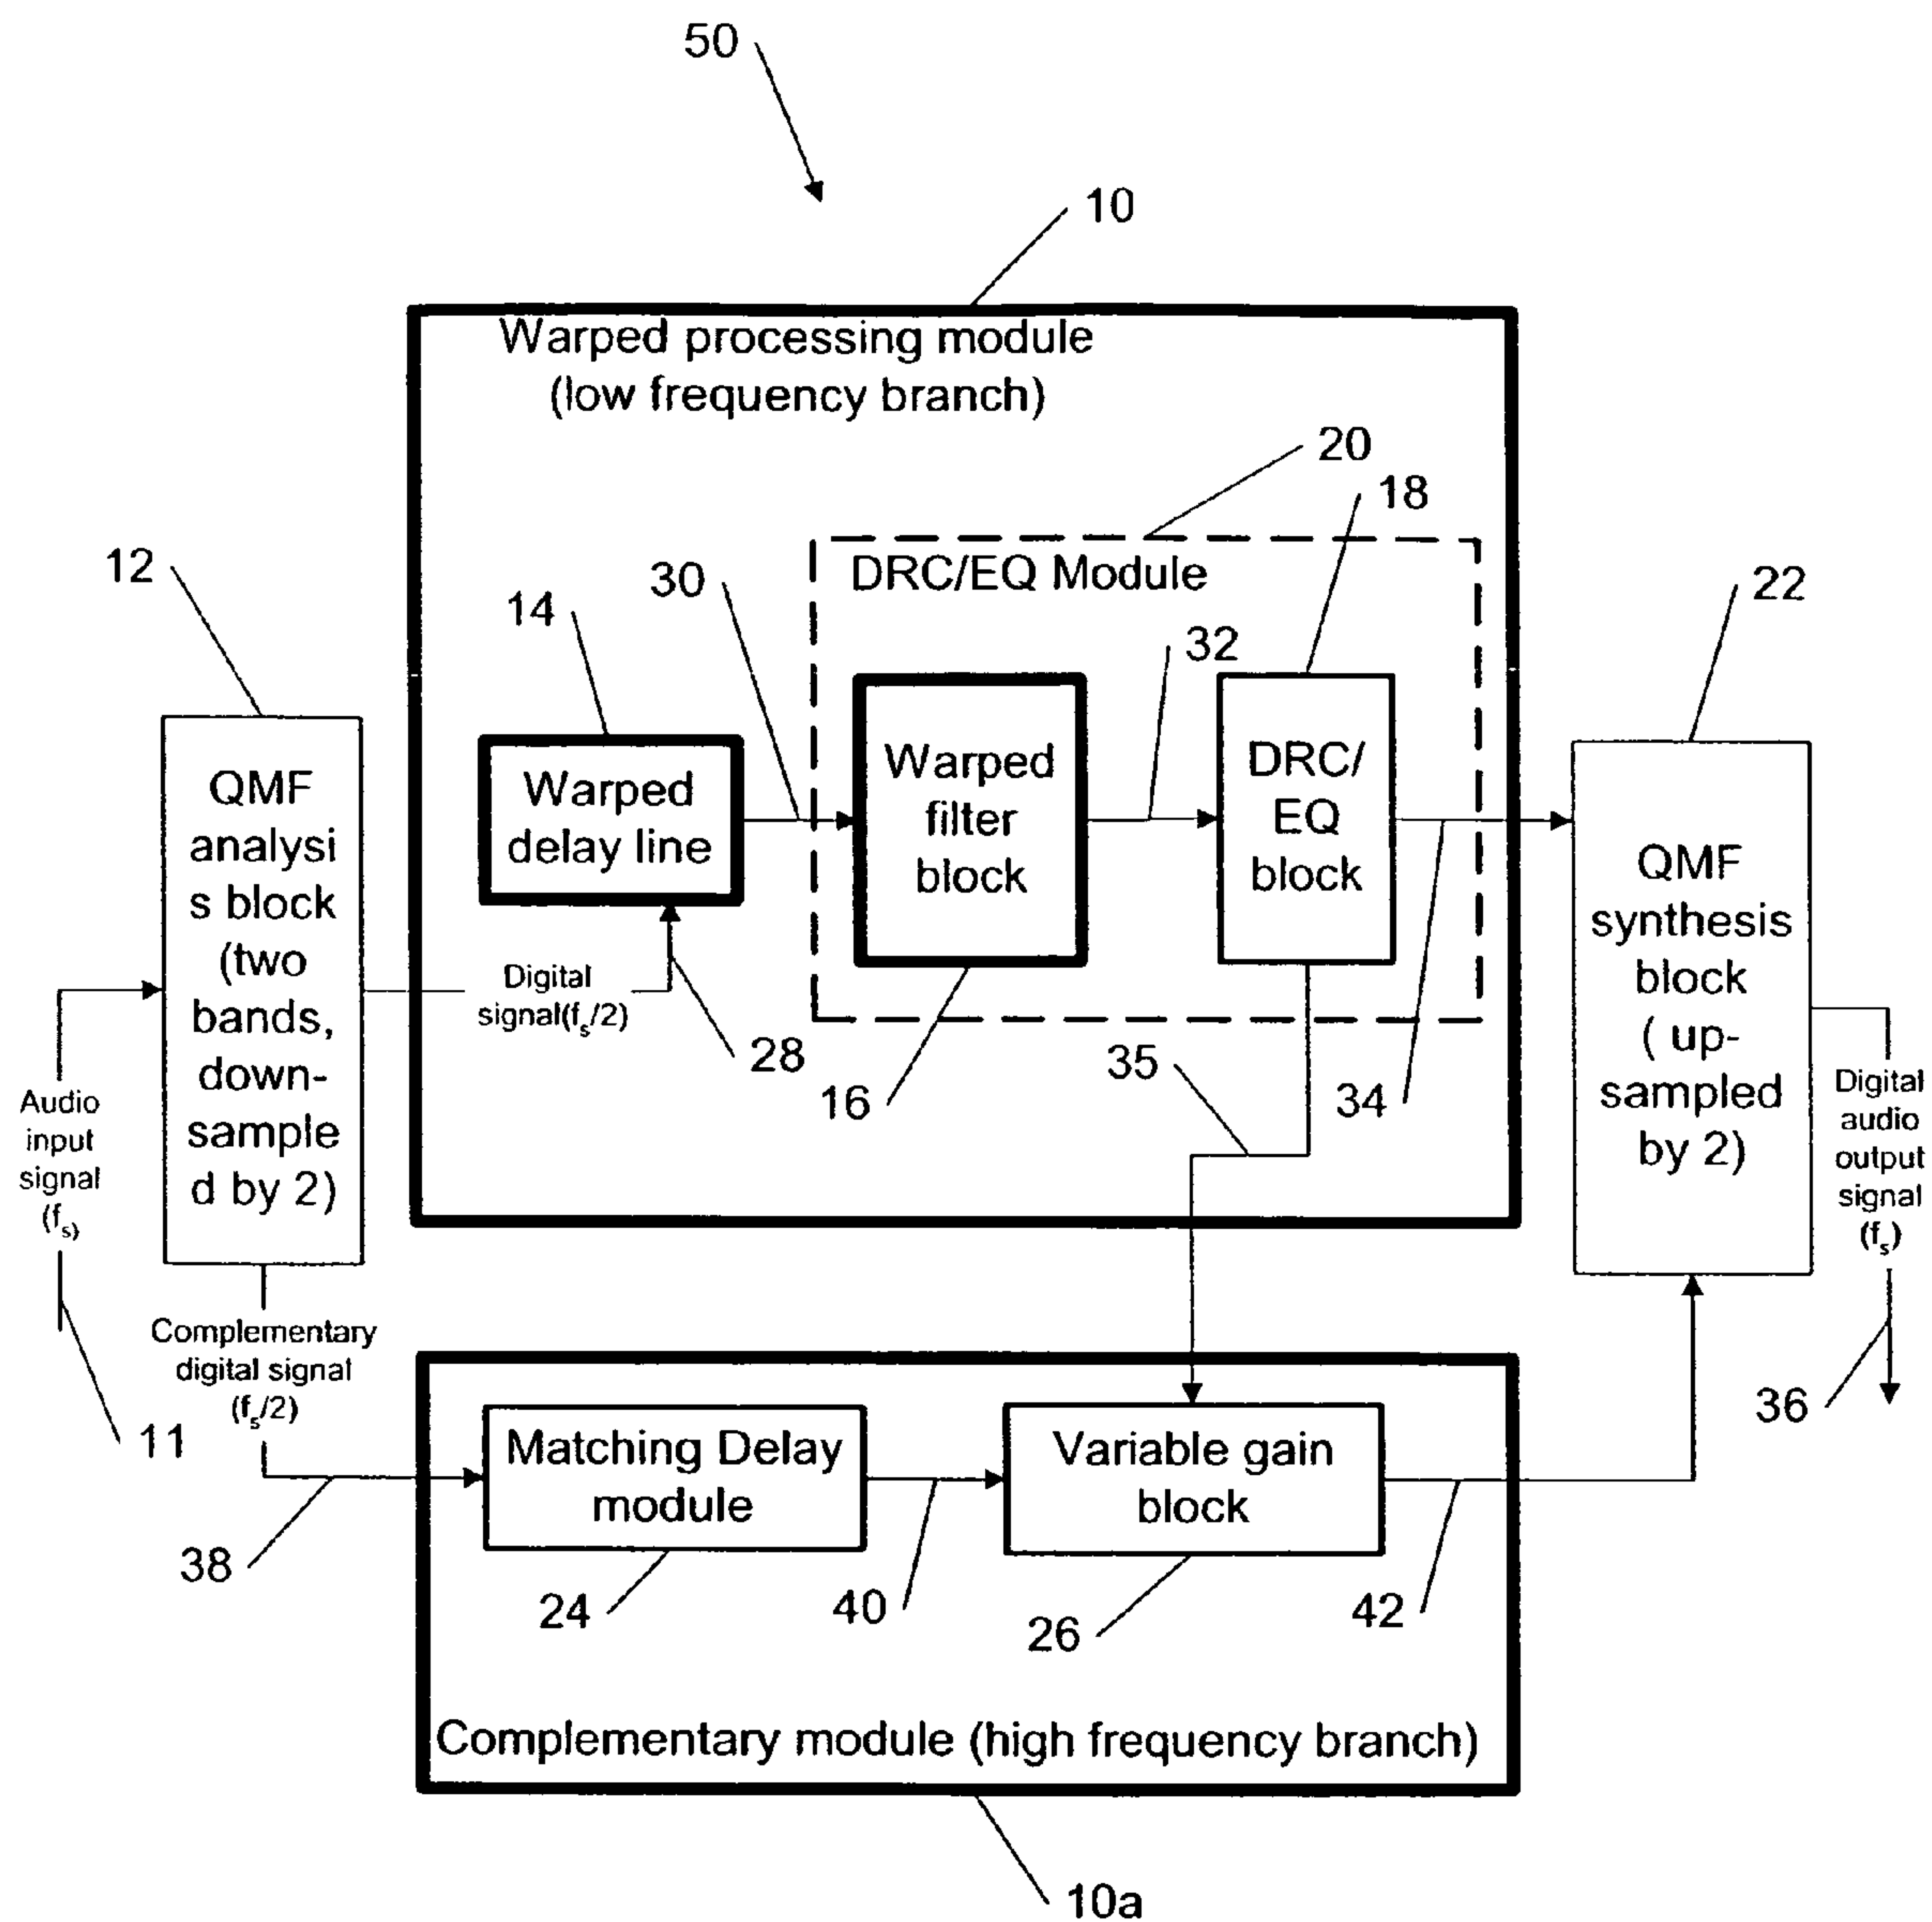 50
10
Warped processing module
(low frequency branch)
20
18
12
DRC/EQ Module
30
22
14
32
QMF
analysi
s block
(two
bands,
down-
sample
d by 2)
Warped
delay line
Warped
filter
block
DRC/
EQ
block
QMF
synthesis
block
( up-
sampled
by 2)
Digital
signal(fs/2)
28
16
35
34
Audio
input
signal
(fs)
Digital
audio
output
signal
(fs)
Complementary
digital signal
(fs/2)
11
36
Matching Delay
module
Variable gain
block
38
24
40
26
42
Complementary module (high frequency branch)
10a